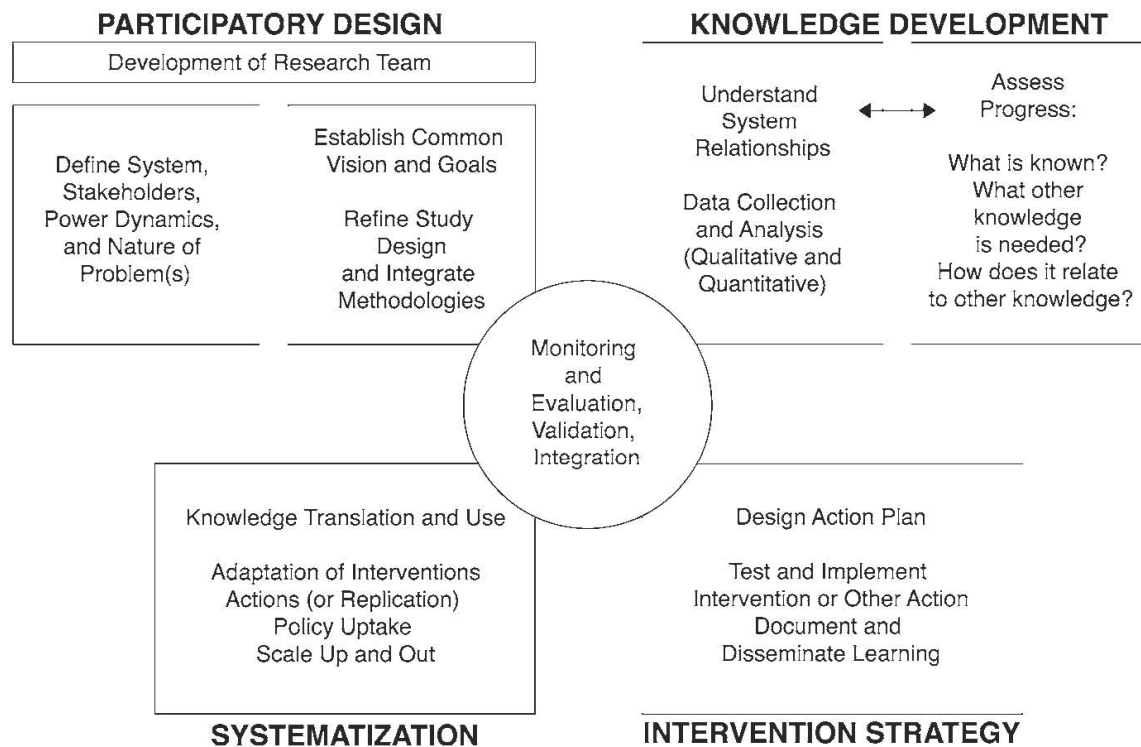 PARTICIPATORY DESIGN
Development of Research Team
Define System,
Stakeholders,
Power Dynamics,
and Nature of
Problem(s)
Establish Common
Vision and Goals
Refine Study
Design
and Integrate
Methodologies
KNOWLEDGE DEVELOPMENT
Understand
System
Relationships
Data Collection
and Analysis
(Qualitative and
Quantitative)
Assess
Progress:
What is known?
What other
knowledge
is needed?
How does it relate
to other knowledge?
Monitoring
and
Evaluation,
Validation,
Integration
Knowledge Translation and Use
Adaptation of Interventions
Actions (or Replication)
Policy Uptake
Scale Up and Out
SYSTEMATIZATION
Design Action Plan
Test and Implement
Intervention or Other Action
Document and
Disseminate Learning
INTERVENTION STRATEGY